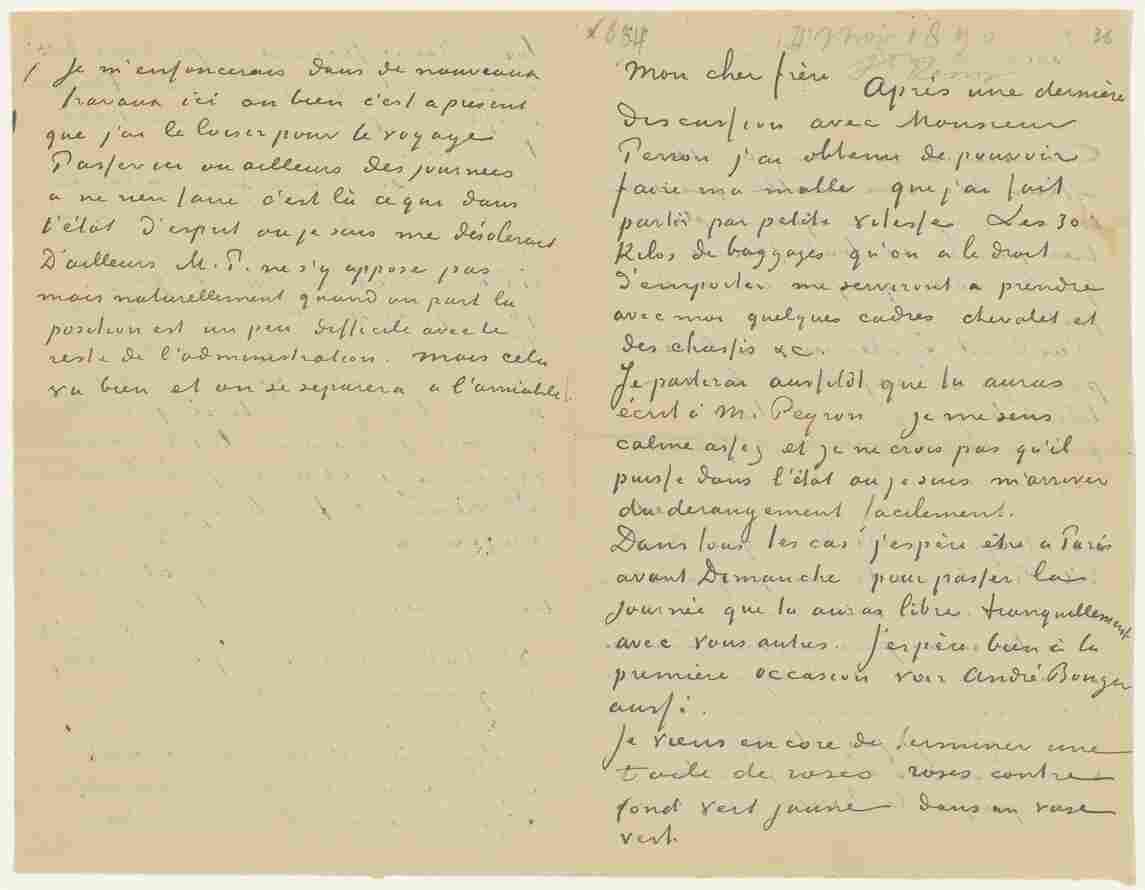 Mon cher frère Après une dernière
discussion avec Monsieur
Peyron j'ai obtenu de pouvoir
faire ma malle que j'ai fait
partir par petite vitesse Les 30
Kilos de baggages qu'on a le droit
d'emporter me serviront a prendre
avec moi quelques cadres chevalet et
des chassis &c.
Je partirai aussitôt que tu auras
écrit à M. Peyron je me sens
calme assez et je ne crois pas qu'il
puisse dans l'état ou je suis m'arriver
du derangement facilement.
Dans tous les cas j'espère être a Paris
avant Dimanche pour passer la
journée que tu auras libre tranquillement
avec vous autres. J'espère bien à la
première occasion voir André Bonger
aussi.
Je viens encore de terminer une
toile de roses roses contre
fond vert jaune dans un vase
vert.
Je m'enfoncerais dans de nouveaux
travaux ici ou bien c'est a present
que j'ai le loisir pour le voyage
Passer ici ou ailleurs des journees
a ne rien faire c'est là ce qui dans
l'état d'esprit ou je suis me désolerait
D'ailleurs M. P. ne s'y oppose pas
mais naturellement quand on part la
position est un peu difficile avec le
reste de l'administration. mais cela
va bien et on se separera a l'amiable.